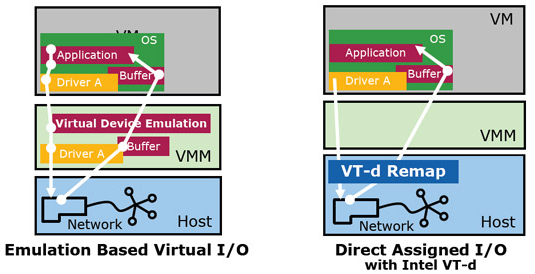 VM
OS
Application
Buffer
Driver A
Virtual Device Emulation
Buffer
Driver A
VMM
Network
Host
Emulation Based Virtual I/O
VM
OS
Application
Buffer
Driver A
VMM
VT-d Remap
Network
Host
Direct Assigned I/O
with Intel VT-d